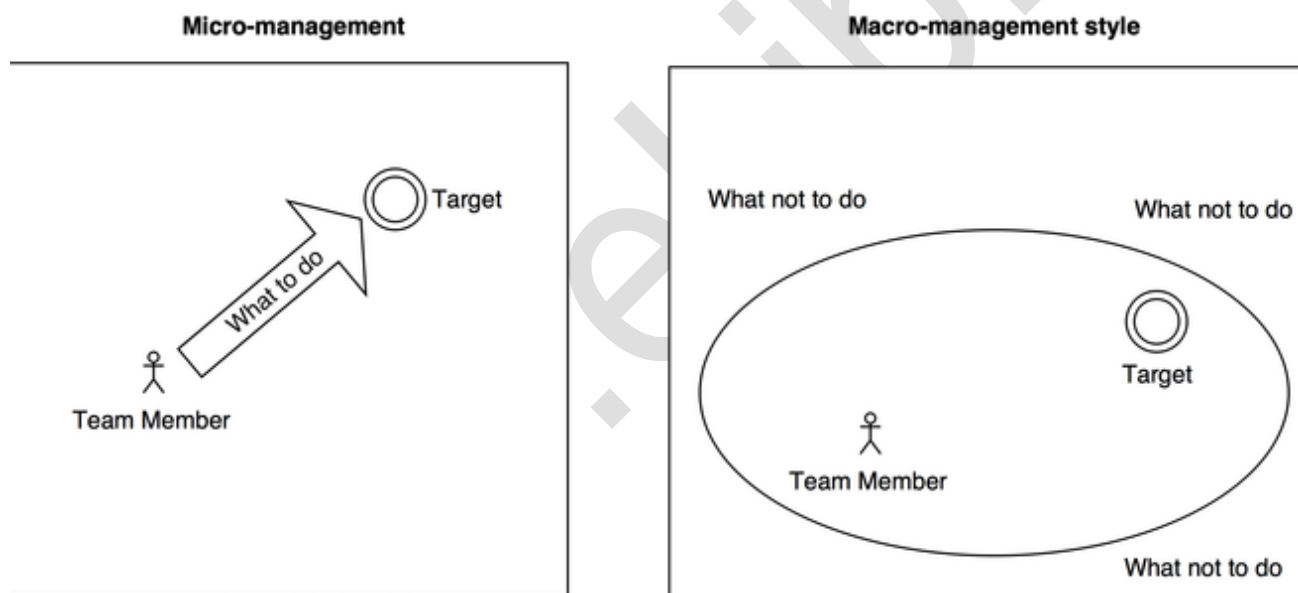 Micro-management
Macro-management style
Target
What to do
Team Member
What not to do
What not to do
Target
Team Member
What not to do